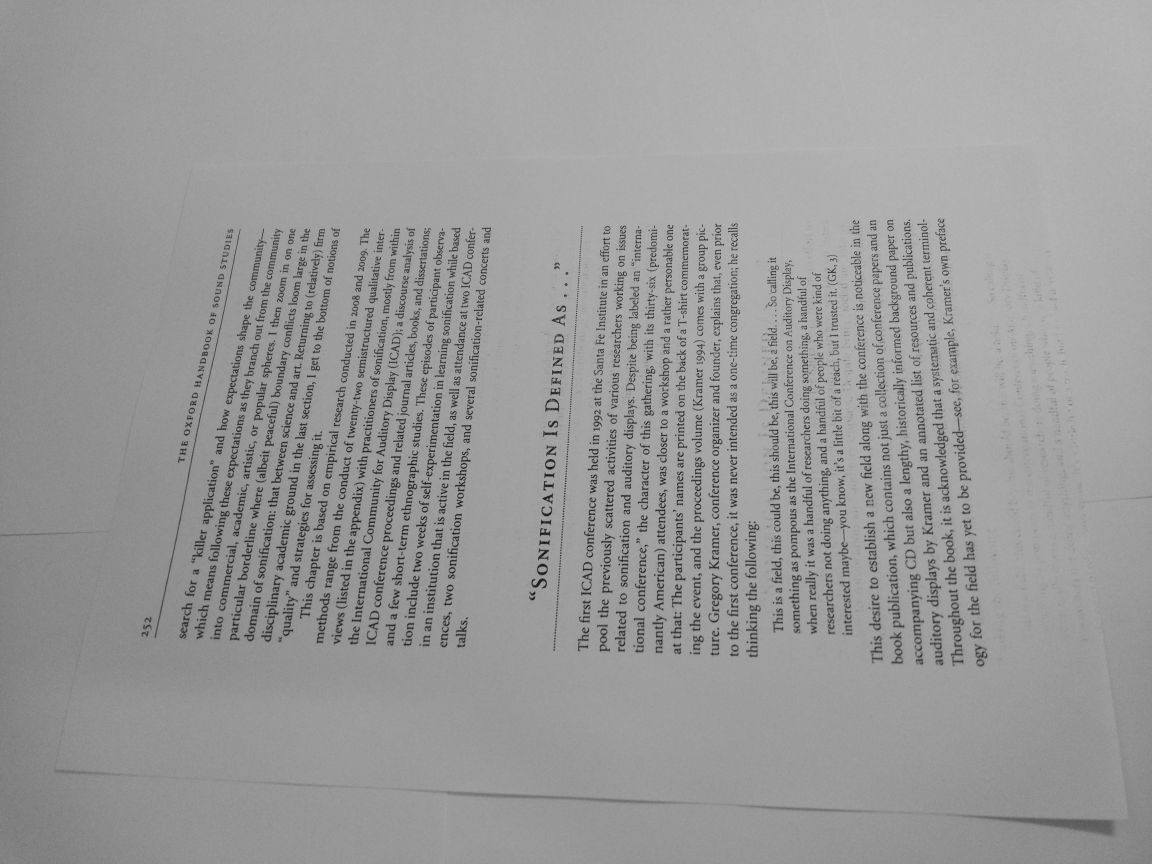 252 THE OXFORD HANDBOOK OF SOUND STUDIES
search for a “killer application” and how expectations shape the community—
which means following these expectations as they branch out from the community
into commercial, academic, artistic, or popular spheres. I then zoom in on one
particular borderline where (albeit peaceful) boundary conflicts loom large in the
domain of sonification: that between science and art. Returning to (relatively) firm
disciplinary academic ground in the last section, I get to the bottom of notions of
“quality” and strategies for assessing it.
This chapter is based on empirical research conducted in 2008 and 2009. The
methods range from the conduct of twenty-two semistructured qualitative inter-
views (listed in the appendix) with practitioners of sonification, mostly from within
the International Community for Auditory Display (ICAD); a discourse analysis of
ICAD conference proceedings and related journal articles, books, and dissertations;
and a few short-term ethnographic studies. These episodes of participant observa-
tion include two weeks of self-experimentation in learning sonification while based
in an institution that is active in the field, as well as attendance at two ICAD confer-
ences, two sonification workshops, and several sonification-related concerts and
talks.
“Sonification Is Defined As . . .”
The first ICAD conference was held in 1992 at the Santa Fe Institute in an effort to
pool the previously scattered activities of various researchers working on issues
related to sonification and auditory displays. Despite being labeled an “interna-
tional conference,” the character of this gathering, with its thirty-six (predomi-
nantly American) attendees, was closer to a workshop and a rather personable one
at that: The participants’ names are printed on the back of a T-shirt commemorat-
ing the event, and the proceedings volume (Kramer 1994) comes with a group pic-
ture. Gregory Kramer, conference organizer and founder, explains that, even prior
to the first conference, it was never intended as a one-time congregation; he recalls
thinking the following:
This is a field, this could be, this should be, this will be, a field. . . . So calling it
something as pompous as the International Conference on Auditory Display,
when really it was a handful of researchers doing something, a handful of
researchers not doing anything, and a handful of people who were kind of
interested maybe—you know, it’s a little bit of a reach, but I trusted it. (GK, 3)
This desire to establish a new field along with the conference is noticeable in the
book publication, which contains not just a collection of conference papers and an
accompanying CD but also a lengthy, historically informed background paper on
auditory displays by Kramer and an annotated list of resources and publications.
Throughout the book, it is acknowledged that a systematic and coherent terminol-
ogy for the field has yet to be provided—see, for example, Kramer’s own preface